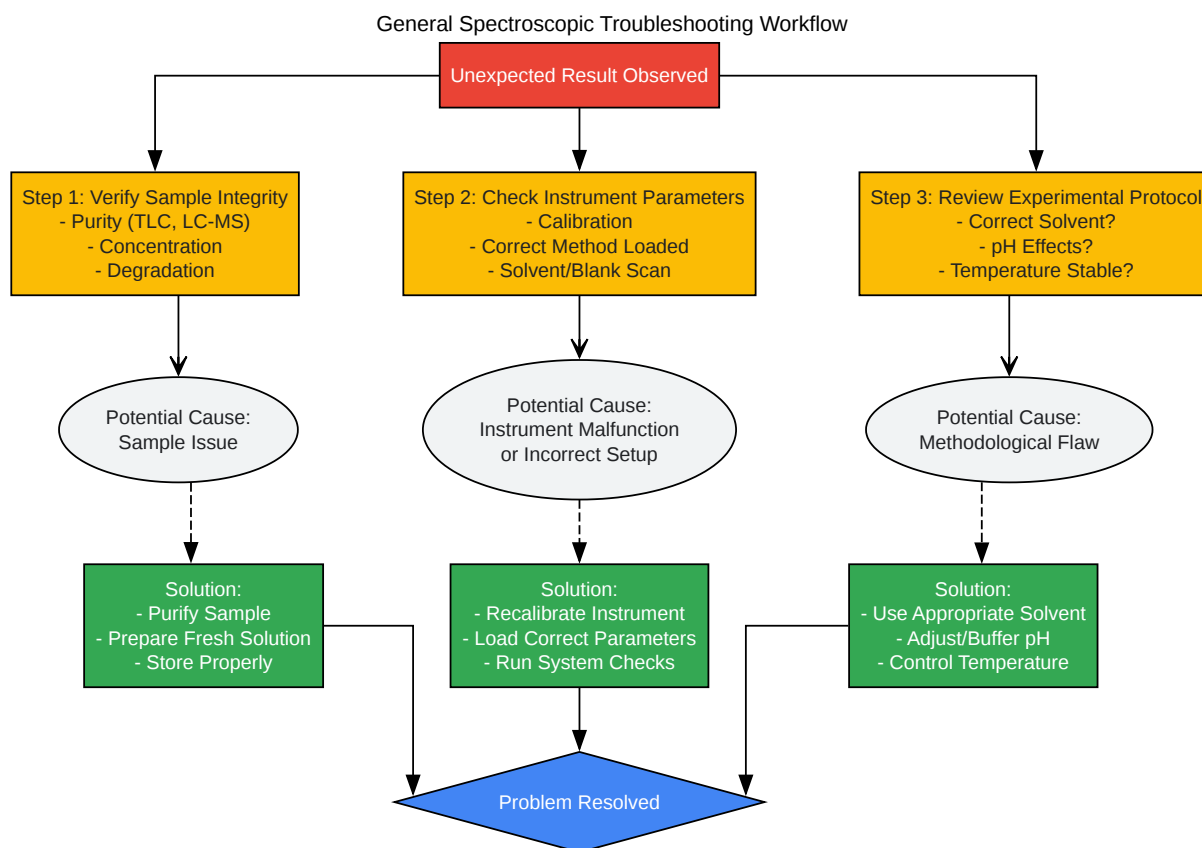 General Spectroscopic Troubleshooting Workflow
Unexpected Result Observed
Step 1: Verify Sample Integrity
- Purity (TLC, LC-MS)
- Concentration
- Degradation
Step 2: Check Instrument Parameters
- Calibration
- Correct Method Loaded
- Solvent/Blank Scan
Step 3: Review Experimental Protocol
- Correct Solvent?
- pH Effects?
- Temperature Stable?
Potential Cause:
Sample Issue
Potential Cause:
Instrument Malfunction
or Incorrect Setup
Potential Cause:
Methodological Flaw
Solution:
- Purify Sample
- Prepare Fresh Solution
- Store Properly
Solution:
- Recalibrate Instrument
- Load Correct Parameters
- Run System Checks
Solution:
- Use Appropriate Solvent
- Adjust/Buffer pH
- Control Temperature
Problem Resolved